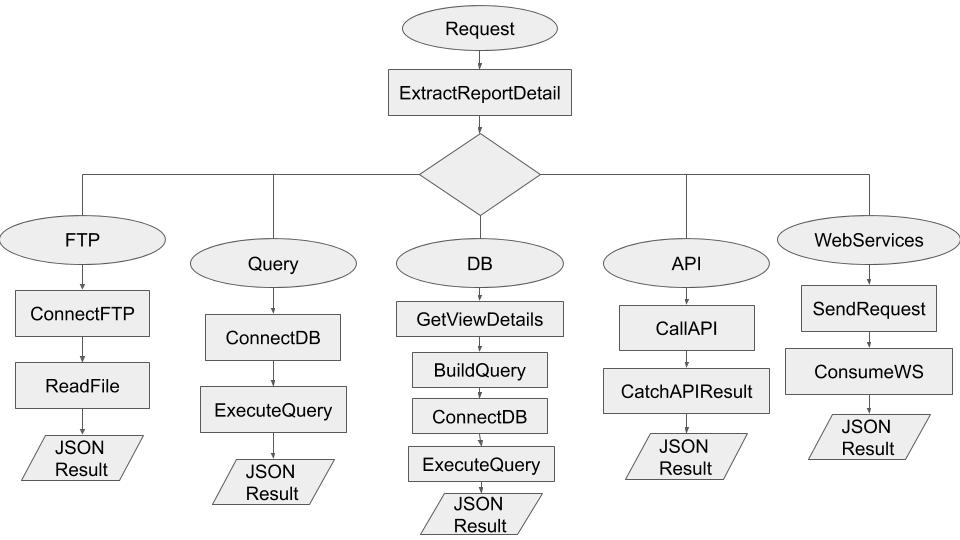 Request
ExtractReportDetail
FTP
ConnectFTP
ReadFile
JSON
Result
Query
ConnectDB
ExecuteQuery
JSON
Result
DB
GetViewDetails
BuildQuery
ConnectDB
ExecuteQuery
JSON
Result
API
CallAPI
CatchAPIResult
JSON
Result
WebServices
SendRequest
ConsumeWS
JSON
Result